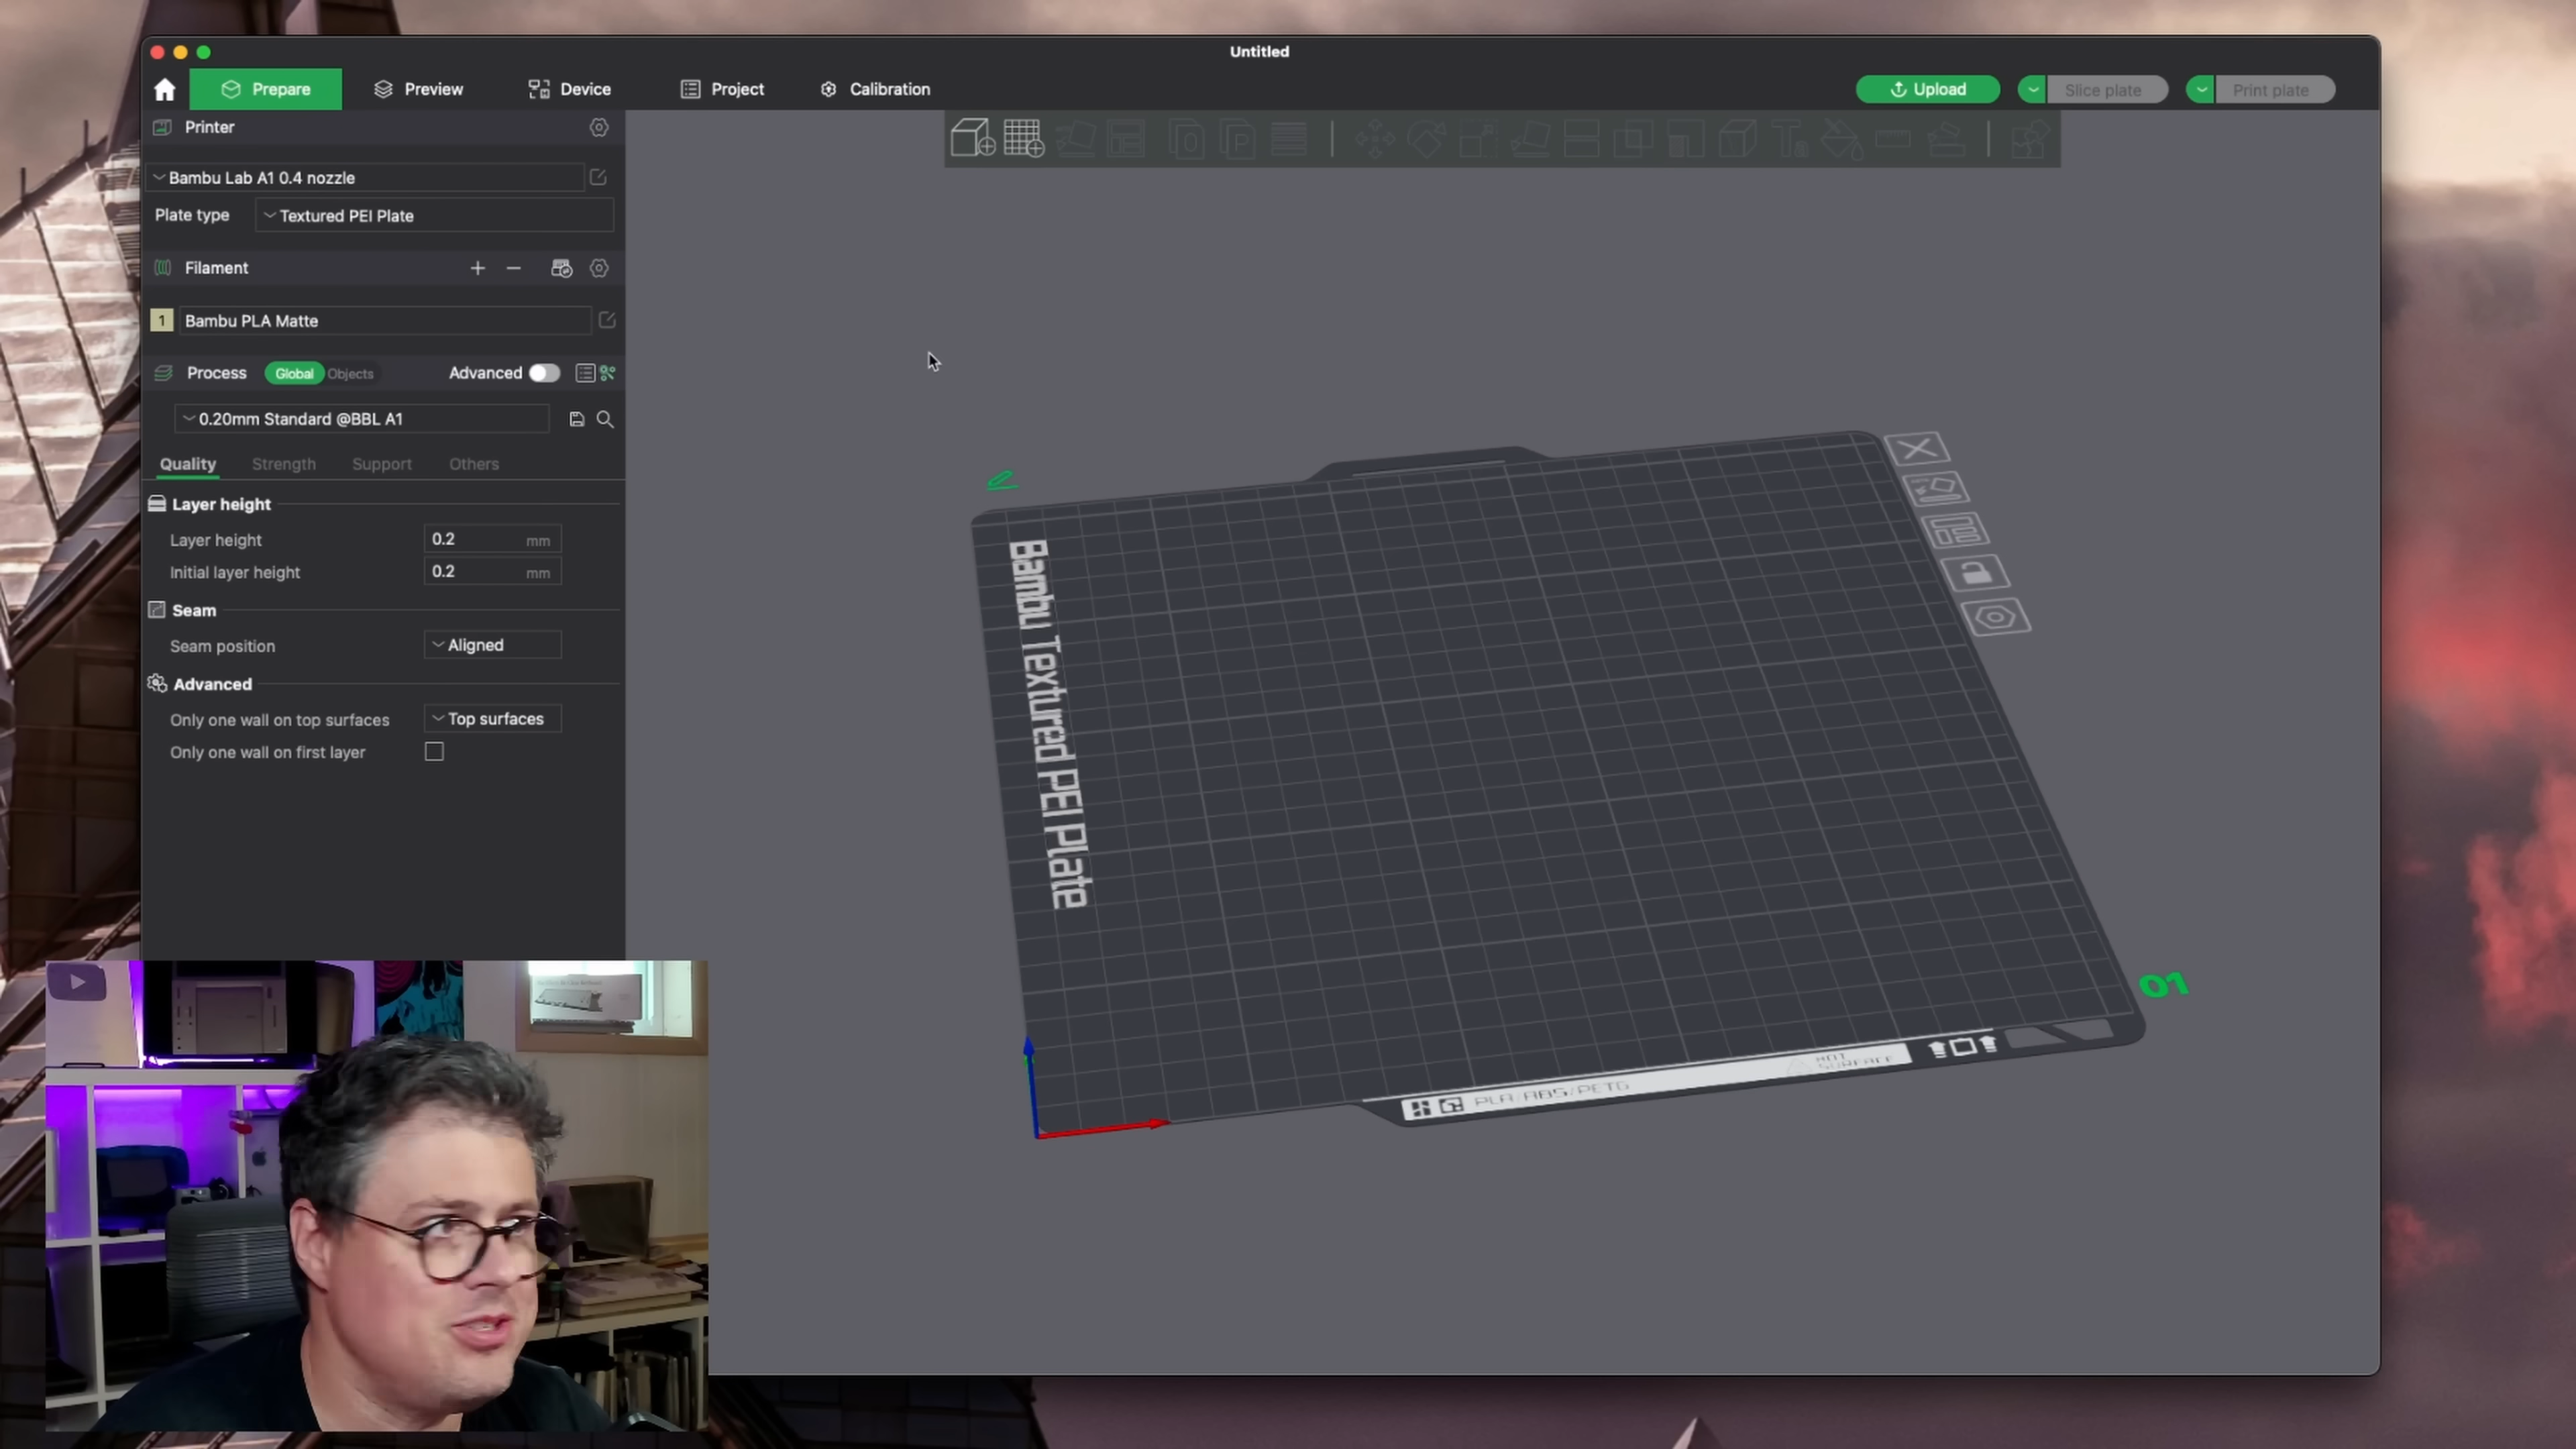 Untitled
Prepare
Preview
Device
Project
Calibration
Upload
Slice plate
Print plate
Printer
Bambu Lab A1 0.4 nozzle
Plate type
Textured PEI Plate
Filament
1
Bambu PLA Matte
Process
Global
Objects
Advanced
0.20mm Standard @BBL A1
Quality
Strength
Support
Others
Layer height
Layer height
0.2
mm
Initial layer height
0.2
mm
Seam
Seam position
Aligned
Advanced
Only one wall on top surfaces
Top surfaces
Only one wall on first layer
Bambu Textured PEI Plate
01
PLA/ABS/PETG
HOT
SURFACE